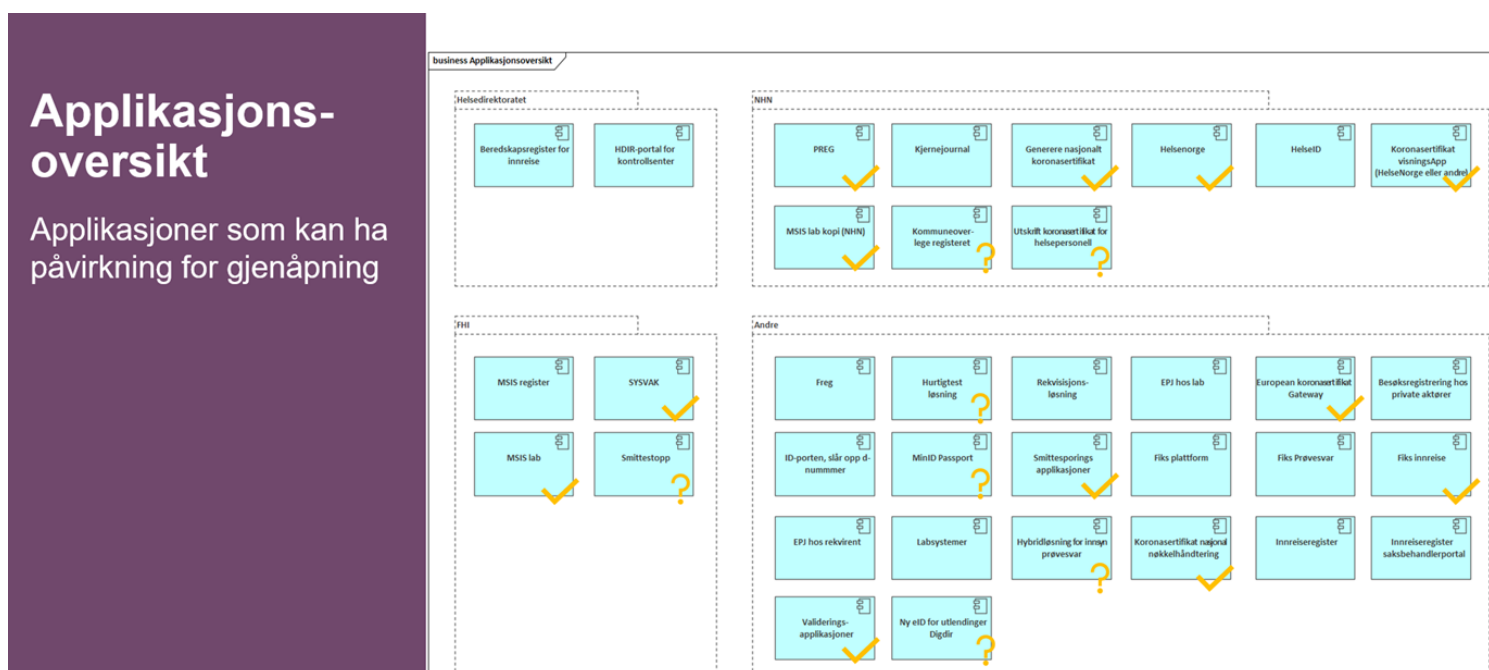 Applikasjons-
oversikt
Applikasjoner som kan ha
påvirkning for gjenåpning
business Applikasjonsoversikt
Helsedirektoratet
Beredskapsregister for
innreise
HDIR-portal for
kontrollsenter
NHN
PREG
Kjernejournal
Generere nasjonalt
koronasertifikat
Helsenorge
HelseID
Koronasertifikat
visningsApp
(HelseNorge eller andre)
MSIS lab kopi (NHN)
Kommuneover-
lege registeret
?
Utskrift koronasertifikat for
helsepersonell
?
FHI
MSIS register
SYSVAK
MSIS lab
Smittestopp
?
Andre
Freg
Hurtigtest
løsning
?
Rekvisisjons-
løsning
EPJ hos lab
European koronasertifikat
Gateway
Besøksregistrering hos
private aktører
ID-porten, slår opp d-
nummmer
MinID Passport
?
Smittesporings
applikasjoner
Fiks plattform
Fiks Prøvesvar
Fiks innreise
EPJ hos rekvirent
Labsystemer
Hybridløsning for innsyn
prøvesvar
?
Koronasertifikat nasjonal
nøkkelhåndtering
Innreiseregister
Innreiseregister
saksbehandlerportal
Validerings-
applikasjoner
Ny eID for utlendinger
Digdir
?